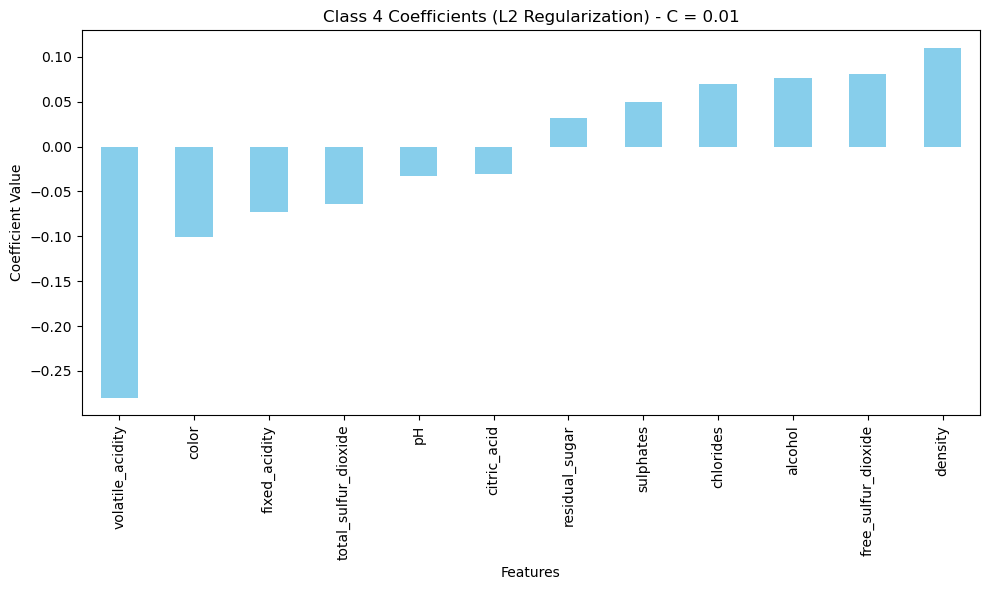 Class 4 Coefficients (L2 Regularization) - C = 0.01
Coefficient Value
0.10
0.05
0.00
−0.05
−0.10
−0.15
−0.20
−0.25
volatile_acidity
color
fixed_acidity
total_sulfur_dioxide
pH
citric_acid
residual_sugar
sulphates
chlorides
alcohol
free_sulfur_dioxide
density
Features